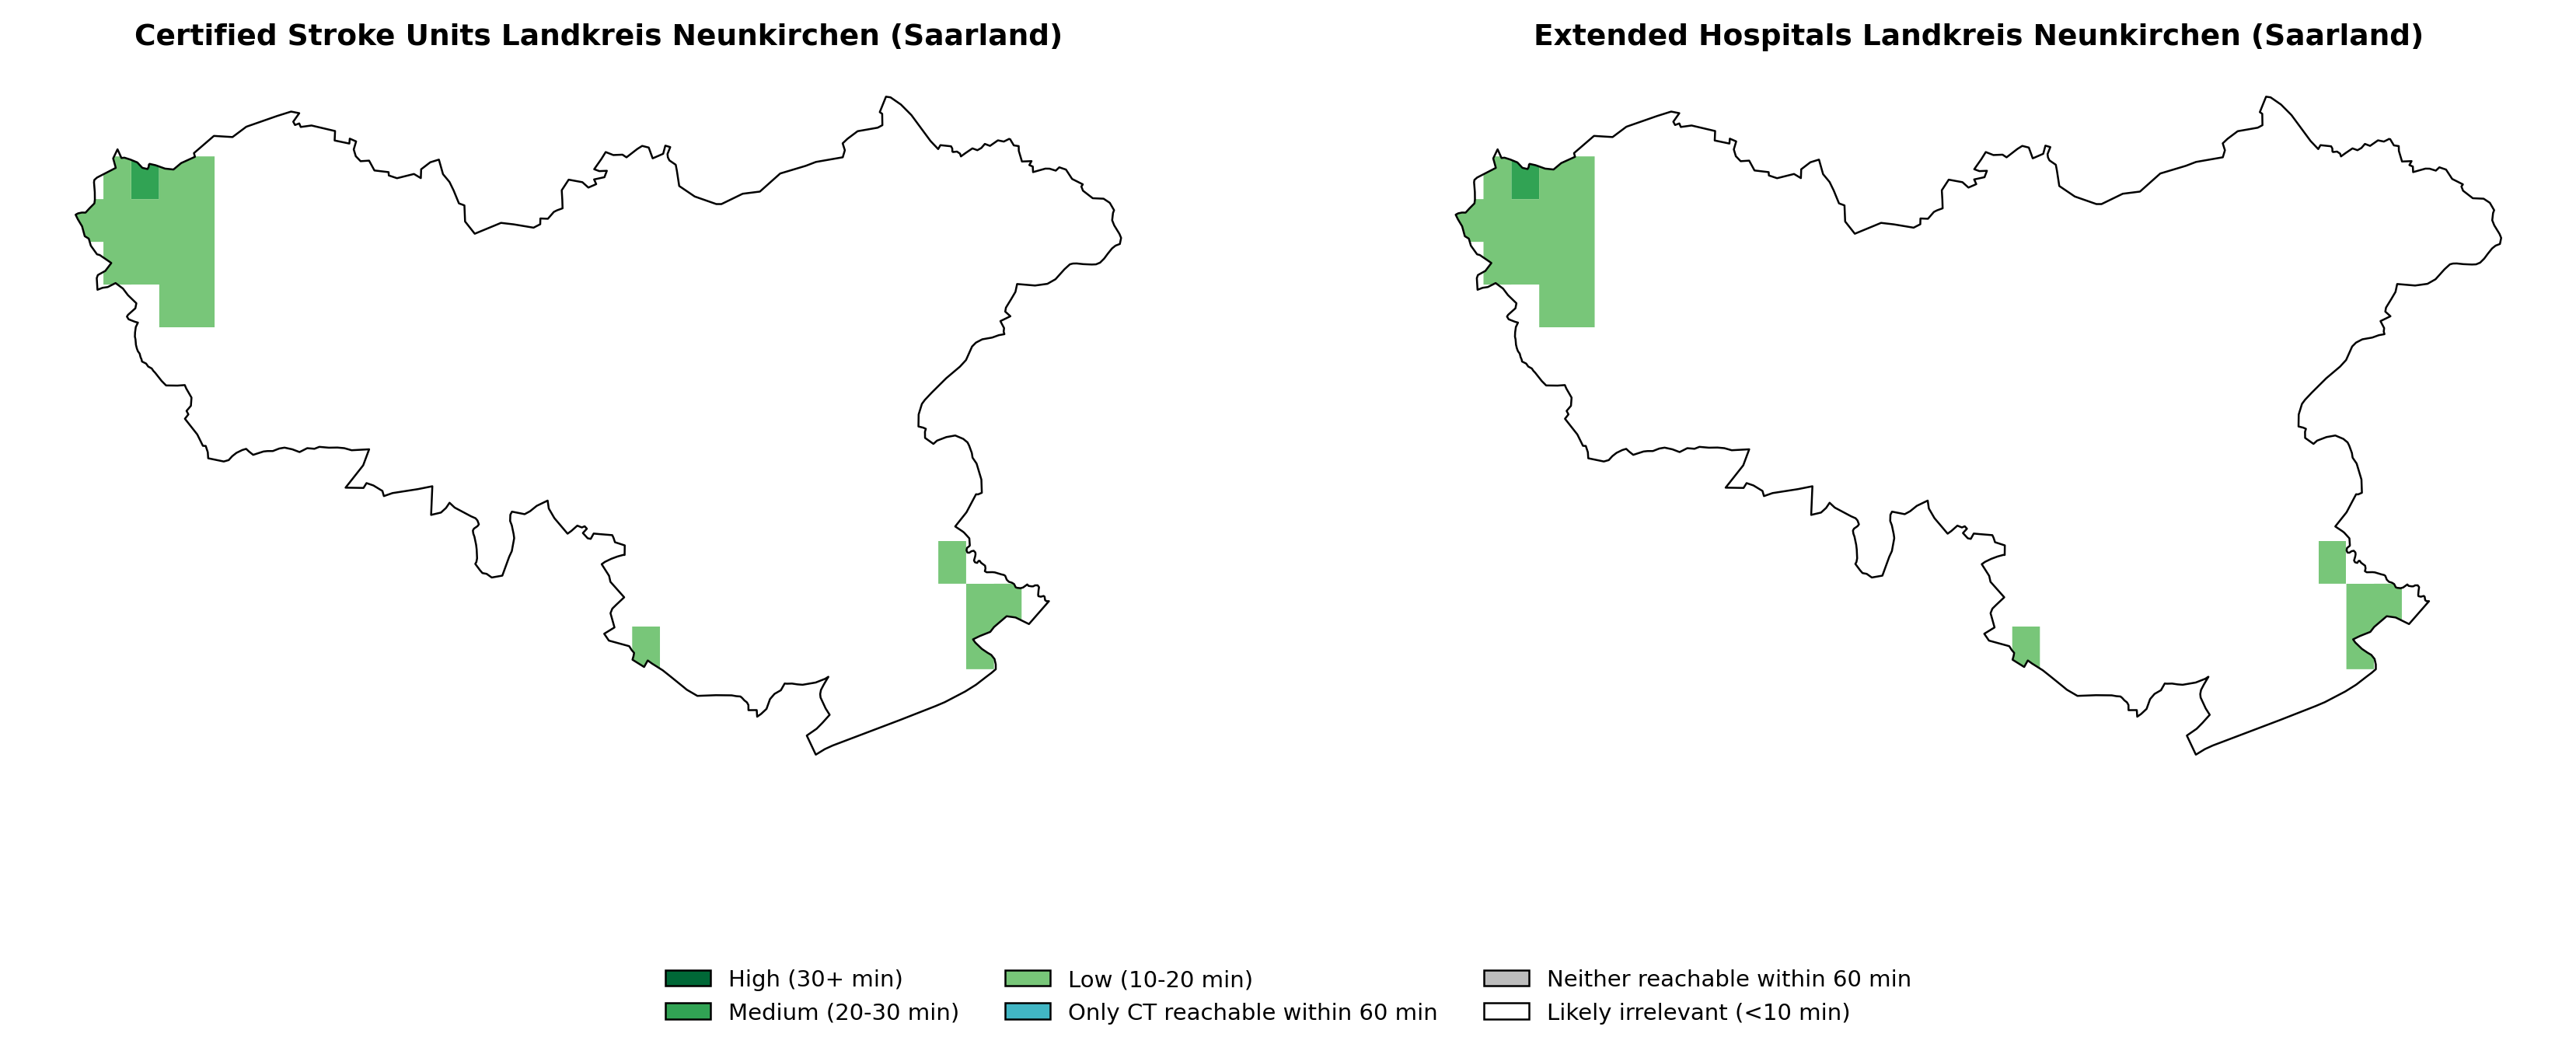 Certified Stroke Units Landkreis Neunkirchen (Saarland)
Extended Hospitals Landkreis Neunkirchen (Saarland)
High (30+ min)
Medium (20-30 min)
Low (10-20 min)
Only CT reachable within 60 min
Neither reachable within 60 min
Likely irrelevant (<10 min)